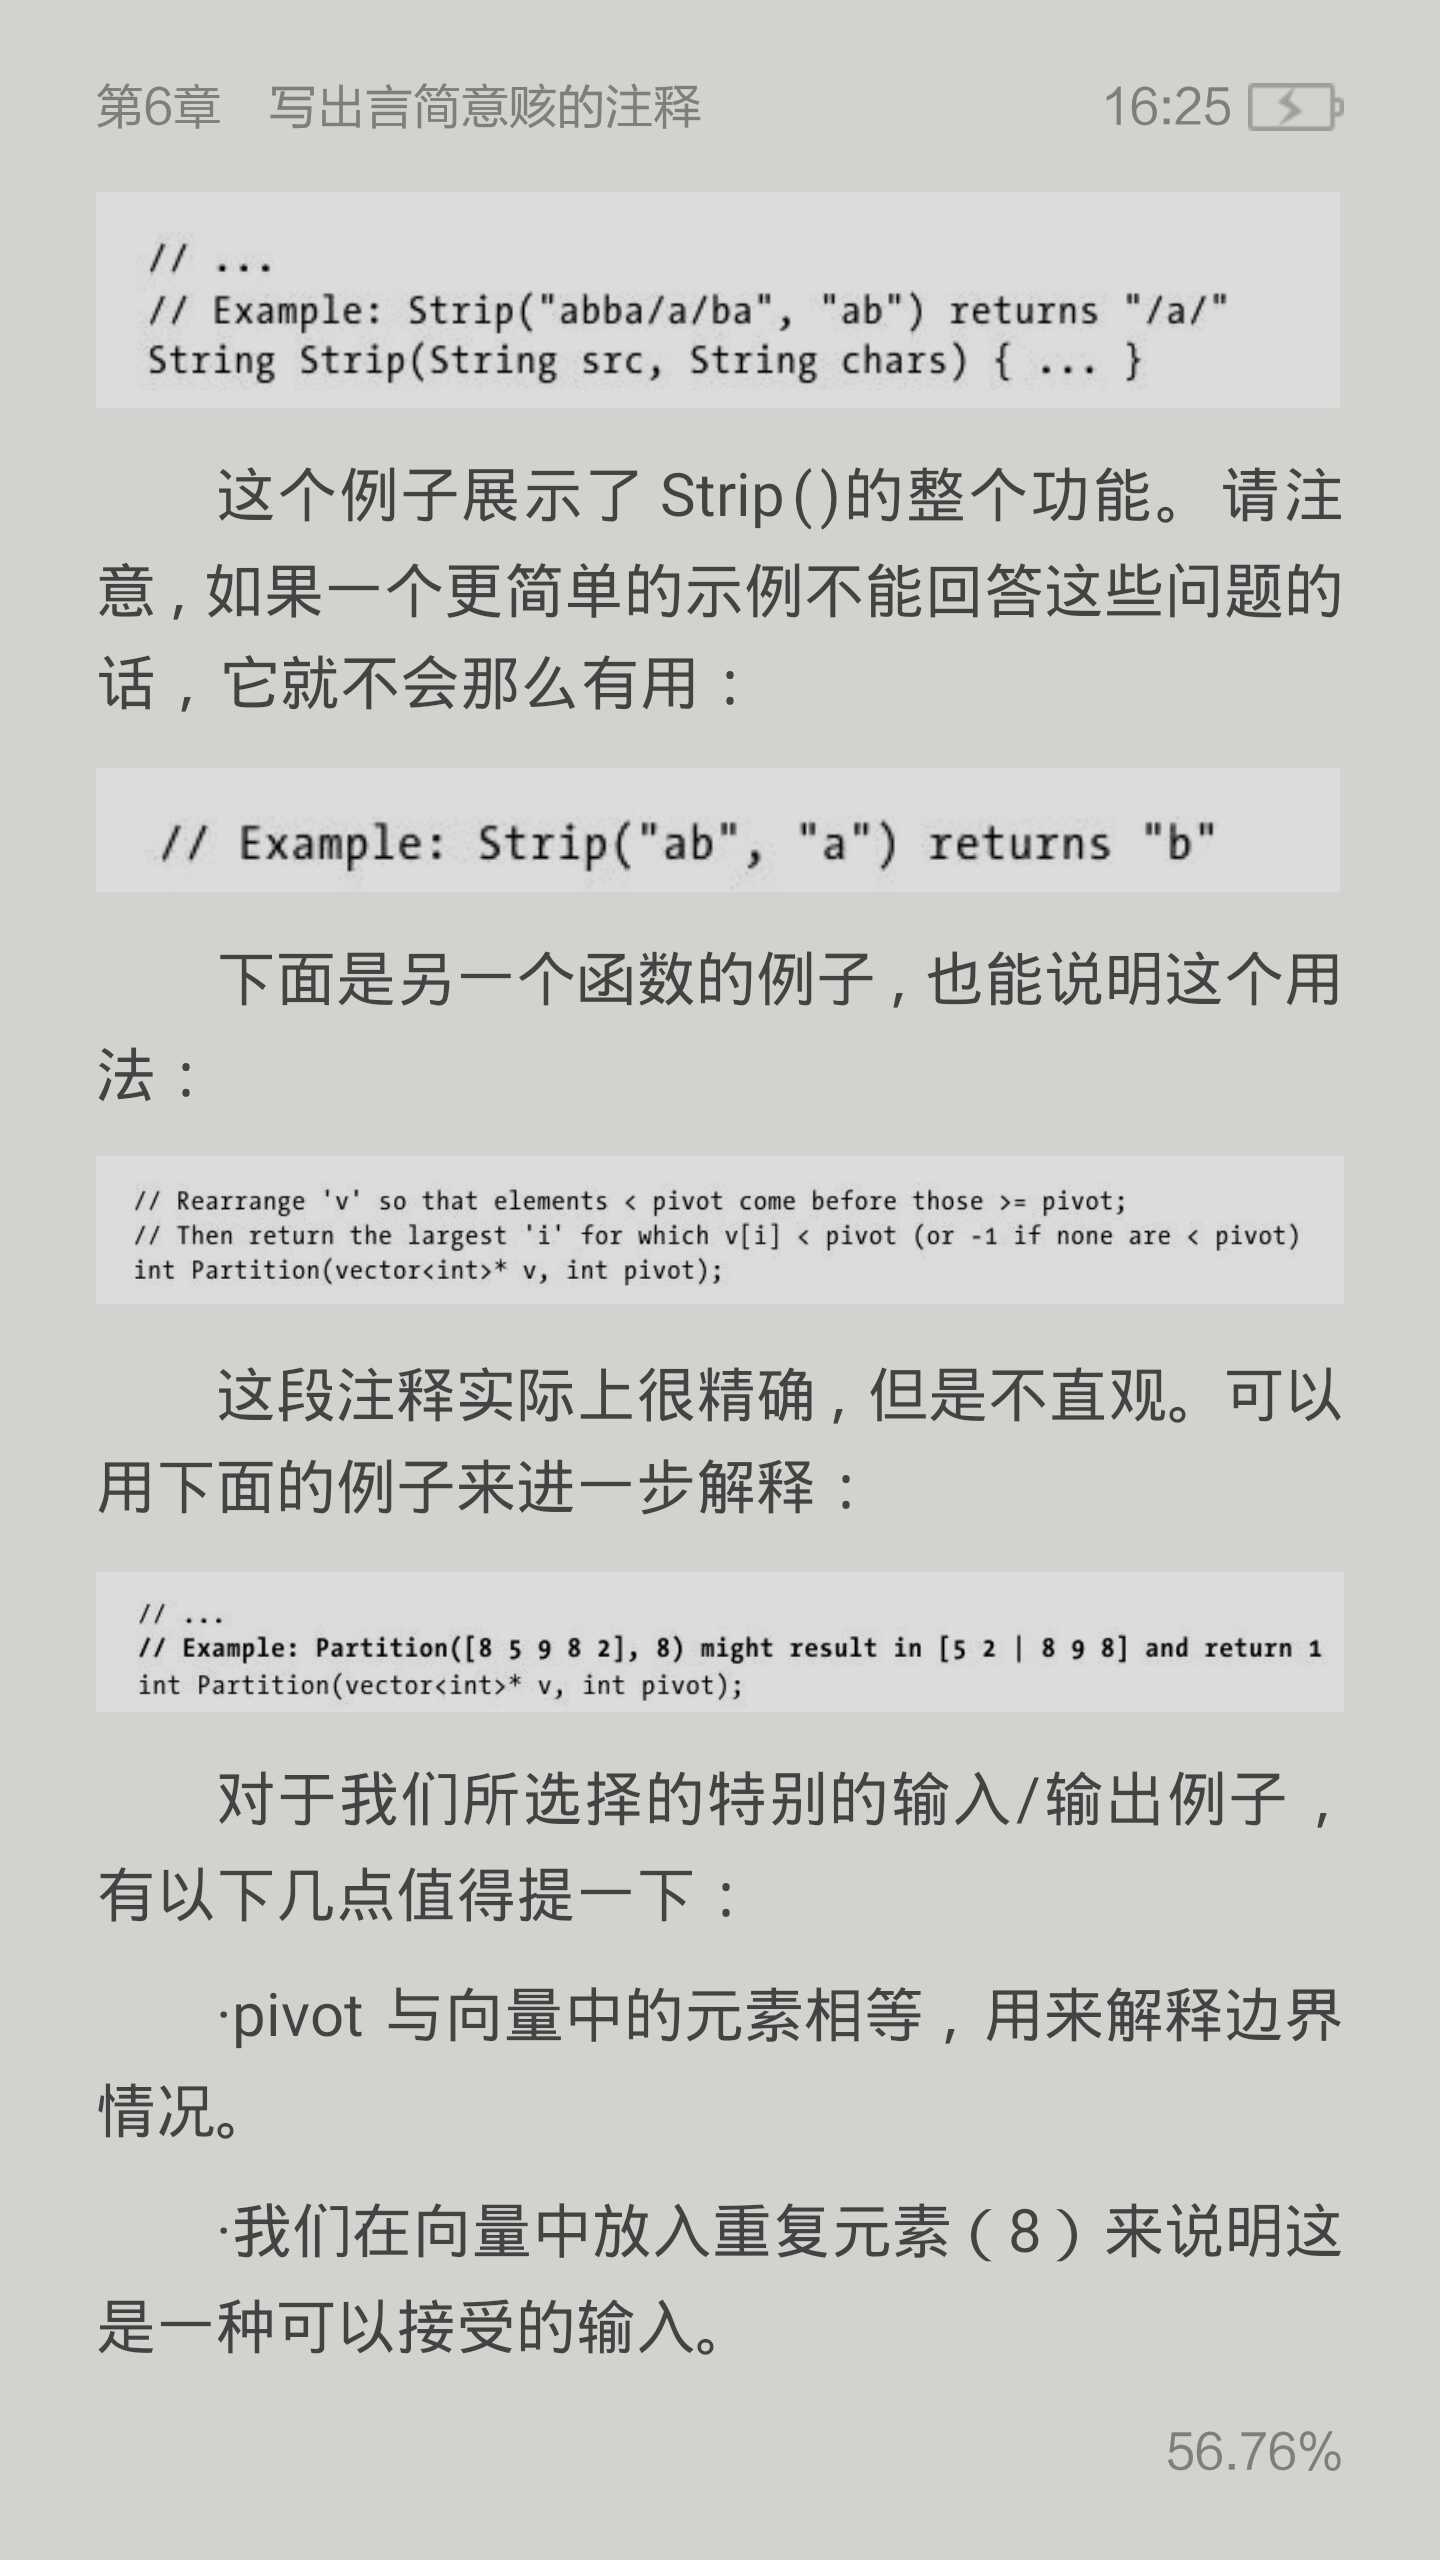 第6章 写出言简意赅的注释
16:25
// ...
// Example: Strip("abba/a/ba", "ab") returns "/a/"
String Strip(String src, String chars) { ... }
这个例子展示了 Strip()的整个功能。请注
意，如果一个更简单的示例不能回答这些问题的
话，它就不会那么有用：
// Example: Strip("ab", "a") returns "b"
下面是另一个函数的例子，也能说明这个用
法：
// Rearrange 'v' so that elements < pivot come before those >= pivot;
// Then return the largest 'i' for which v[i] < pivot (or -1 if none are < pivot)
int Partition(vector<int>* v, int pivot);
这段注释实际上很精确，但是不直观。可以
用下面的例子来进一步解释：
// ...
// Example: Partition([8 5 9 8 2], 8) might result in [5 2 | 8 9 8] and return 1
int Partition(vector<int>* v, int pivot);
对于我们所选择的特别的输入/输出例子，
有以下几点值得提一下：
·pivot 与向量中的元素相等，用来解释边界
情况。
·我们在向量中放入重复元素（8）来说明这
是一种可以接受的输入。
56.76%